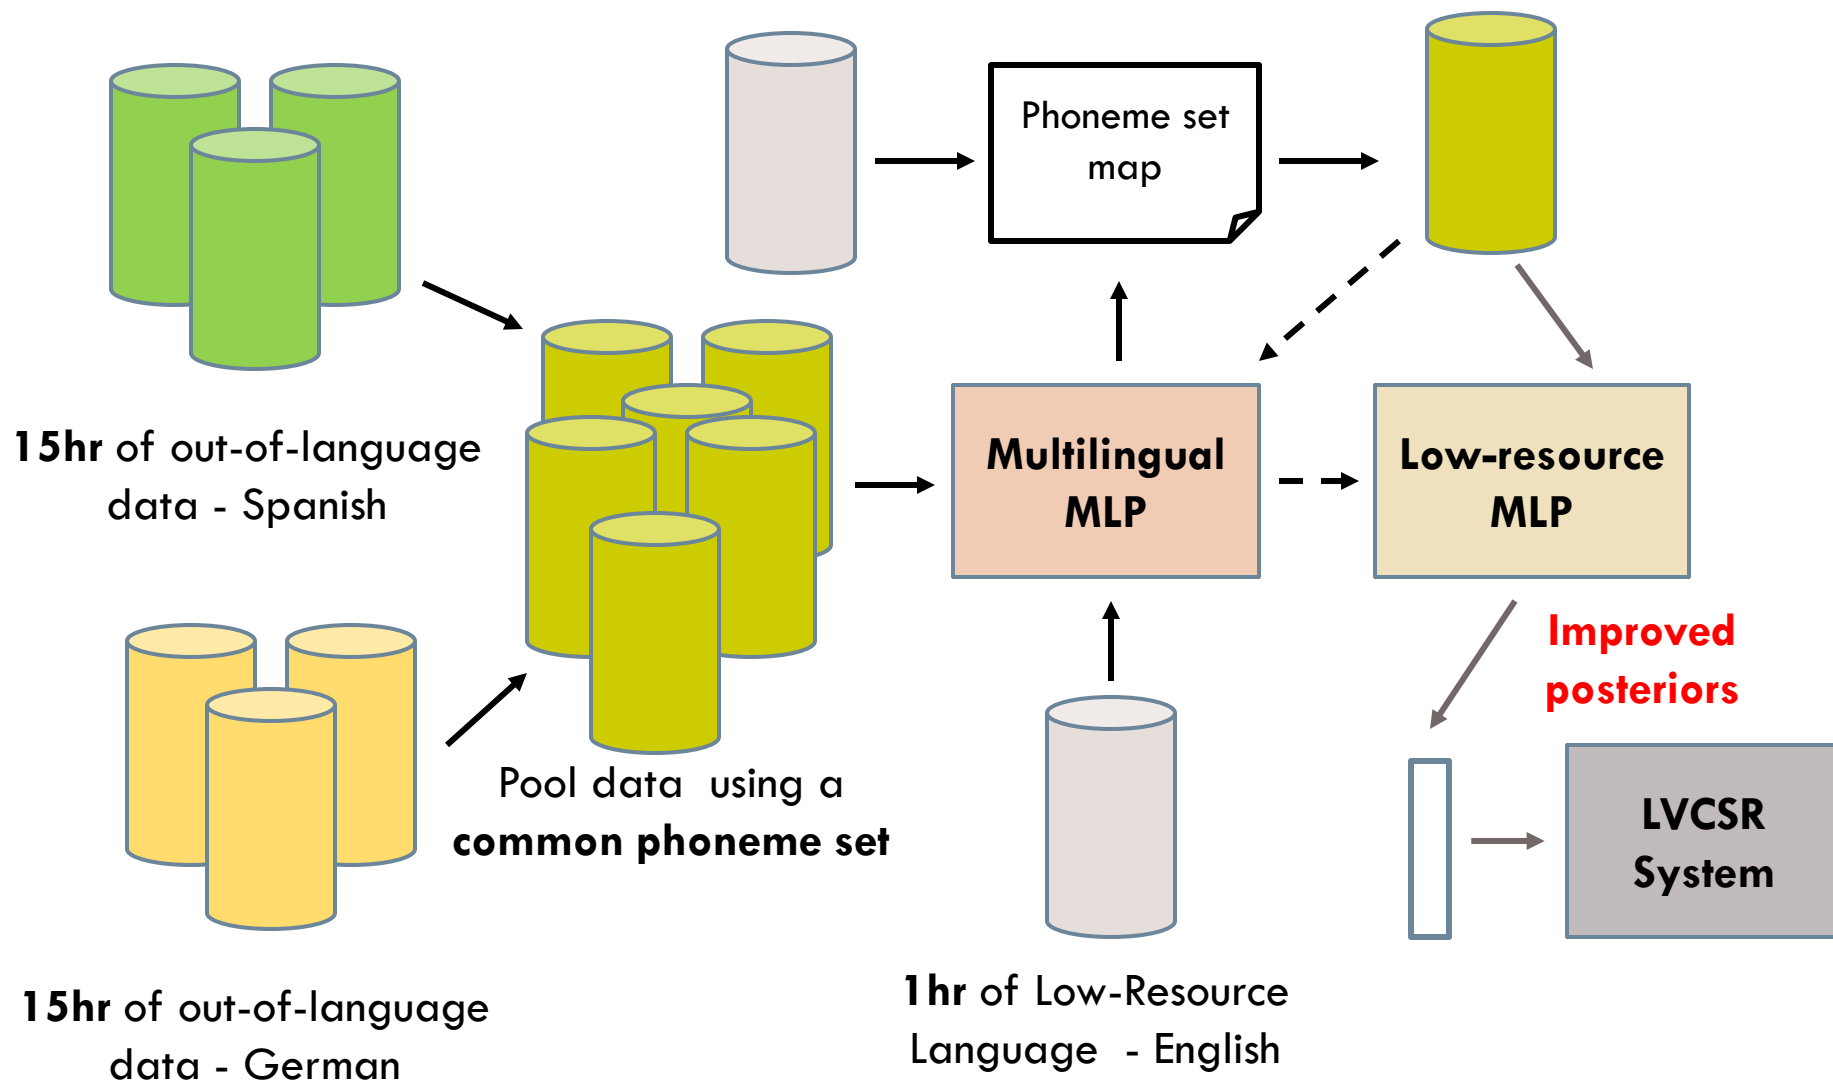 Phoneme set
map
15hr of out-of-language
data - Spanish
Multilingual
MLP
Low-resource
MLP
Improved
posteriors
Pool data using a
common phoneme set
LVCSR
System
15hr of out-of-language
data - German
1hr of Low-Resource
Language - English